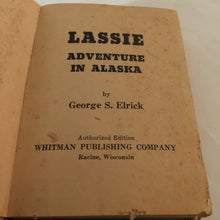 LASSIE
ADVENTURE
IN ALASKA
by
George S. Elrick
Authorized Edition
WHITMAN PUBLISHING COMPANY
Racine, Wisconsin